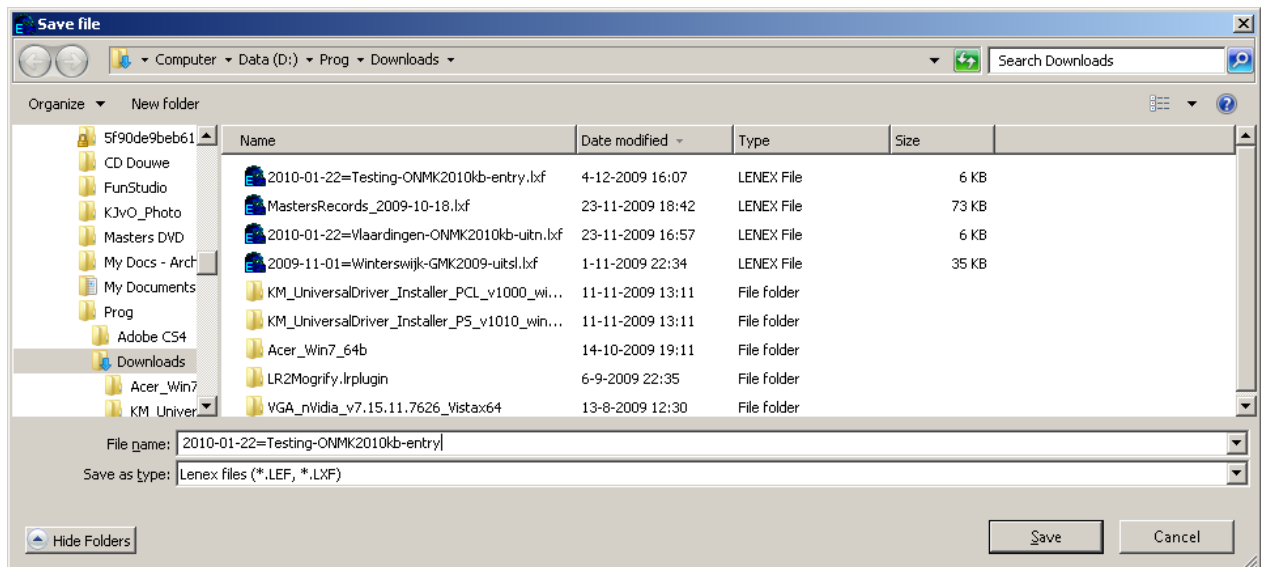 Save file
Computer Data (D:) Prog Downloads Search Downloads
Organize New folder
5f90de9beb61
CD Douwe
FunStudio
KJvO_Photo
Masters DVD
My Docs - Arch
My Documents
Prog
Adobe CS4
Downloads
Acer_Win7
KM_Univer
Name Date modified Type Size
2010-01-22=Testing-ONMK2010kb-entry.lxf 4-12-2009 16:07 LENEX File 6 KB
MastersRecords_2009-10-18.lxf 23-11-2009 18:42 LENEX File 73 KB
2010-01-22=Vlaardingen-ONMK2010kb-uitn.lxf 23-11-2009 16:57 LENEX File 6 KB
2009-11-01=Winterswijk-GMK2009-uitsl.lxf 1-11-2009 22:34 LENEX File 35 KB
KM_UniversalDriver_Installer_PCL_v1000_wi... 11-11-2009 13:11 File folder
KM_UniversalDriver_Installer_PS_v1010_win... 11-11-2009 13:11 File folder
Acer_Win7_64b 14-10-2009 19:11 File folder
LR2Mogrify.lrplugin 6-9-2009 22:35 File folder
VGA_nVidia_v7.15.11.7626_Vistax64 13-8-2009 12:30 File folder
File name: 2010-01-22=Testing-ONMK2010kb-entry
Save as type: Lenex files (*.LEF, *.LXF)
Hide Folders Save Cancel